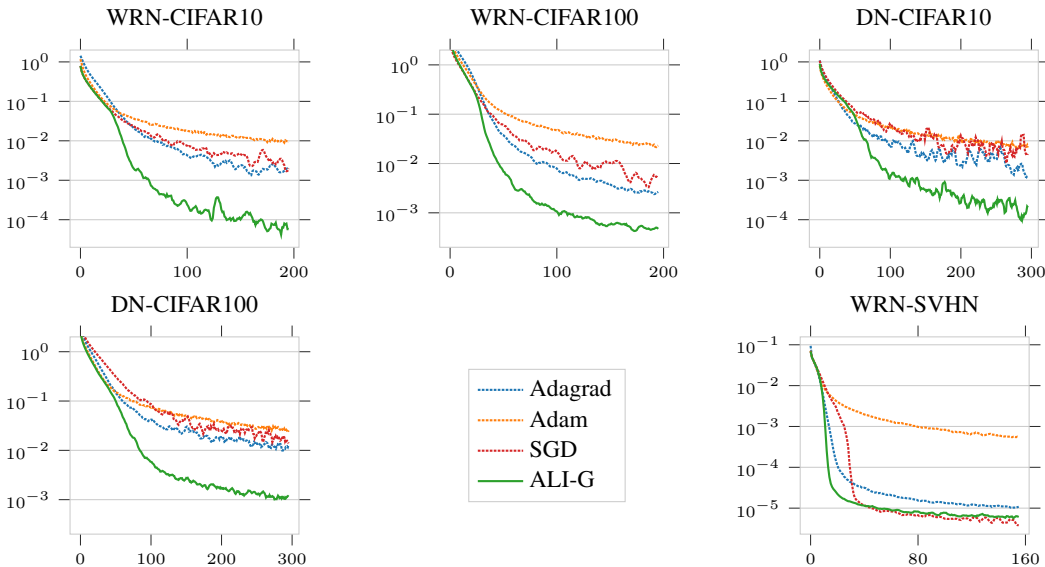 WRN-CIFAR10
10^0
10^-1
10^-2
10^-3
10^-4
0 100 200
WRN-CIFAR100
10^0
10^-1
10^-2
10^-3
0 100 200
DN-CIFAR10
10^0
10^-1
10^-2
10^-3
10^-4
0 100 200 300
DN-CIFAR100
10^0
10^-1
10^-2
10^-3
0 100 200 300
Adagrad
Adam
SGD
ALI-G
WRN-SVHN
10^-1
10^-2
10^-3
10^-4
10^-5
0 80 160